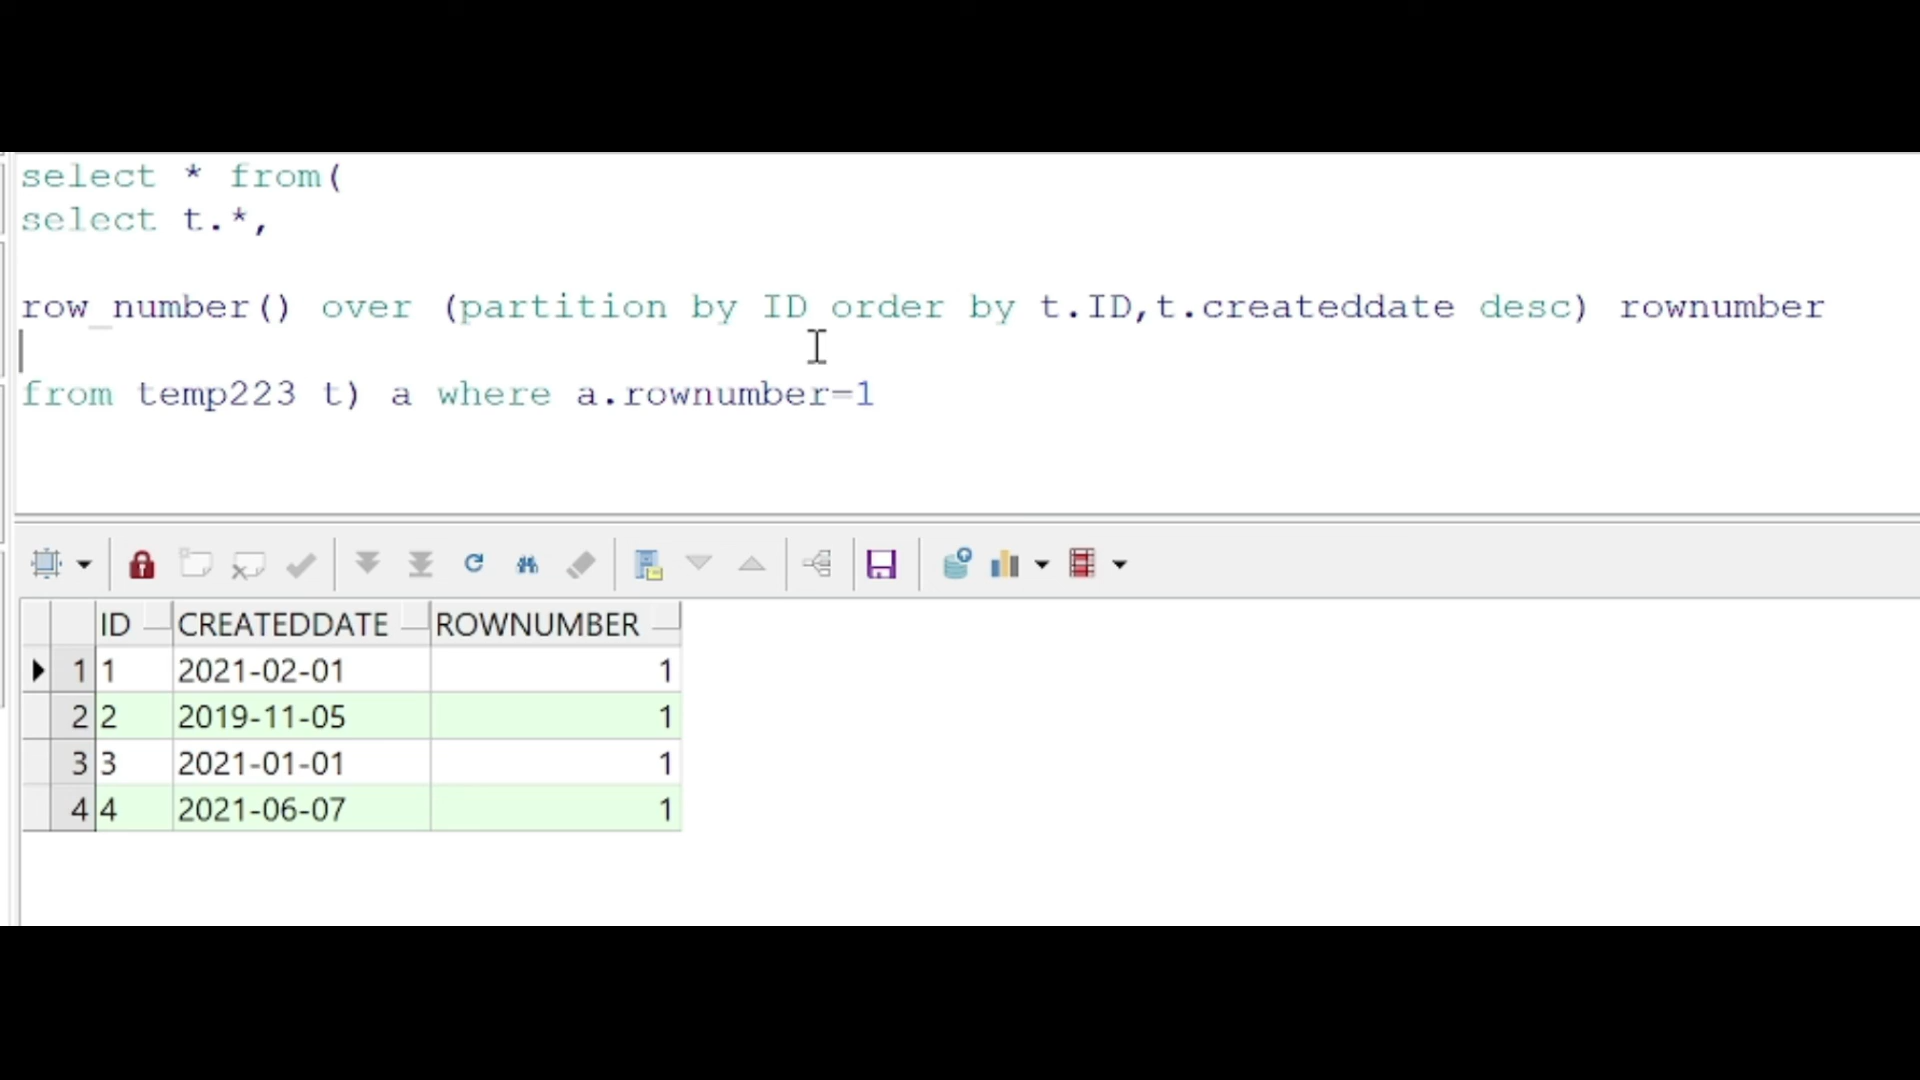 select * from(
select t.*,
row_number() over (partition by ID order by t.ID,t.createddate desc) rownumber
from temp223 t) a where a.rownumber=1
ID CREATEDDATE ROWNUMBER
1 1 2021-02-01 1
2 2 2019-11-05 1
3 3 2021-01-01 1
4 4 2021-06-07 1